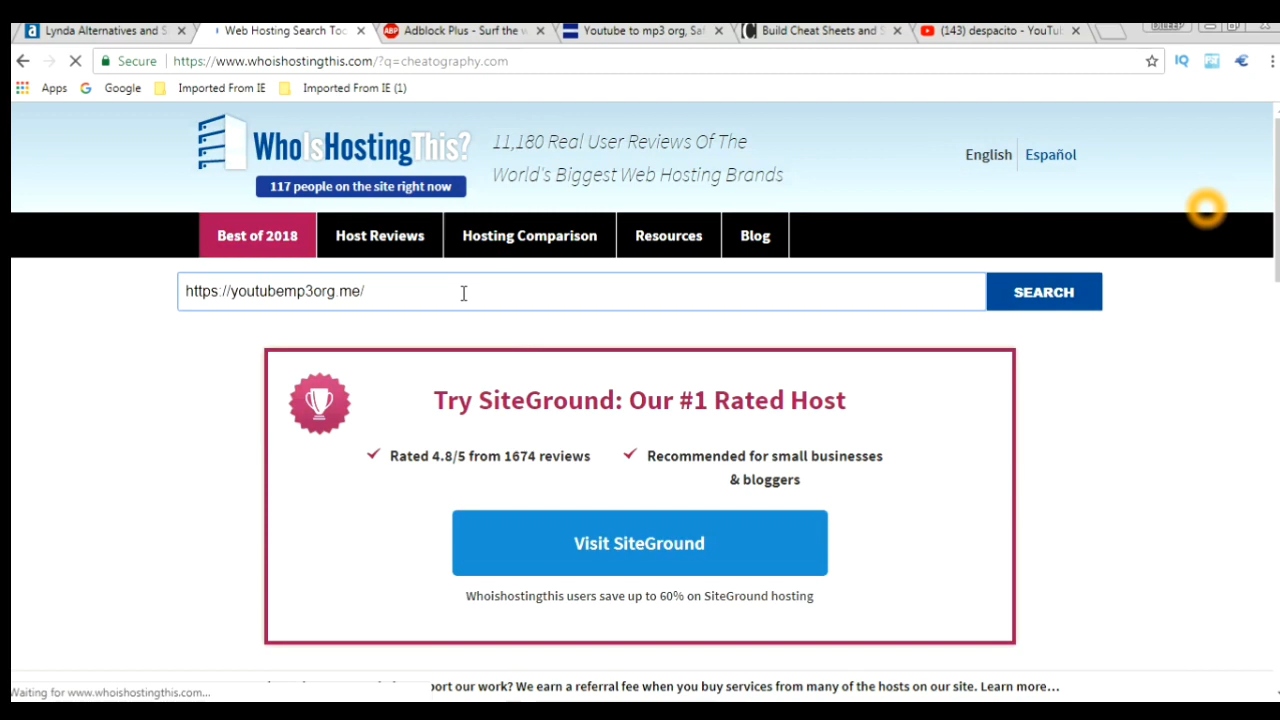 Lynda Alternatives and S
Web Hosting Search Too
Adblock Plus - Surf the w
Youtube to mp3 org, Saf
Build Cheat Sheets and S
(143) despacito - YouTul
Secure
https://www.whoishostingthis.com/?q=cheatography.com
Apps
Google
Imported From IE
Imported From IE (1)
WhoIsHostingThis?
117 people on the site right now
11,180 Real User Reviews Of The
World's Biggest Web Hosting Brands
English
Español
Best of 2018
Host Reviews
Hosting Comparison
Resources
Blog
https://youtubemp3org.me/
SEARCH
Try SiteGround: Our #1 Rated Host
Rated 4.8/5 from 1674 reviews
Recommended for small businesses
& bloggers
Visit SiteGround
Whoishostingthis users save up to 60% on SiteGround hosting
port our work? We earn a referral fee when you buy services from many of the hosts on our site. Learn more...
Waiting for www.whoishostingthis.com...